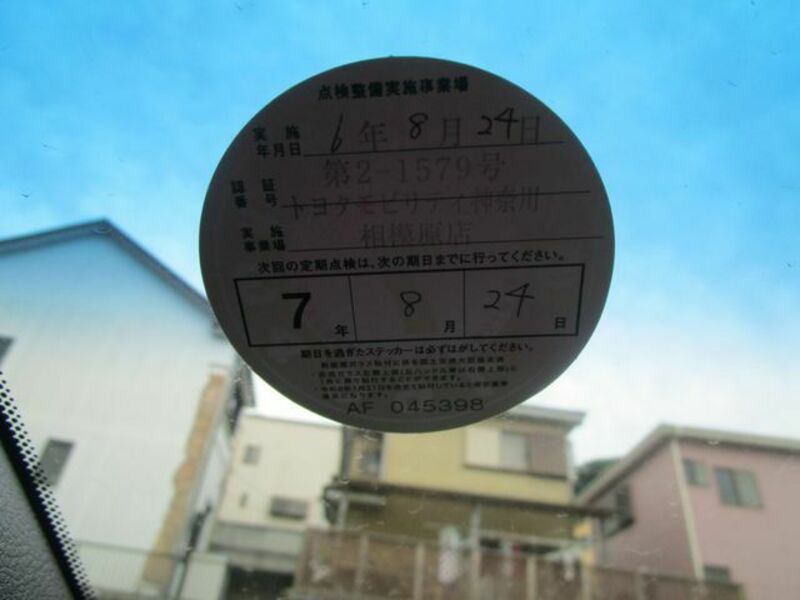 点検整備実施事業場
実施年月日 6年 8月 24日
認証番号 第2-1579号
トヨタモビリティ神奈川
実施事業場 相模原店
次回の定期点検は、次の期日までに行ってください。
7年 8月 24日
期日を過ぎたステッカーは必ずはがしてください。
AF 045398